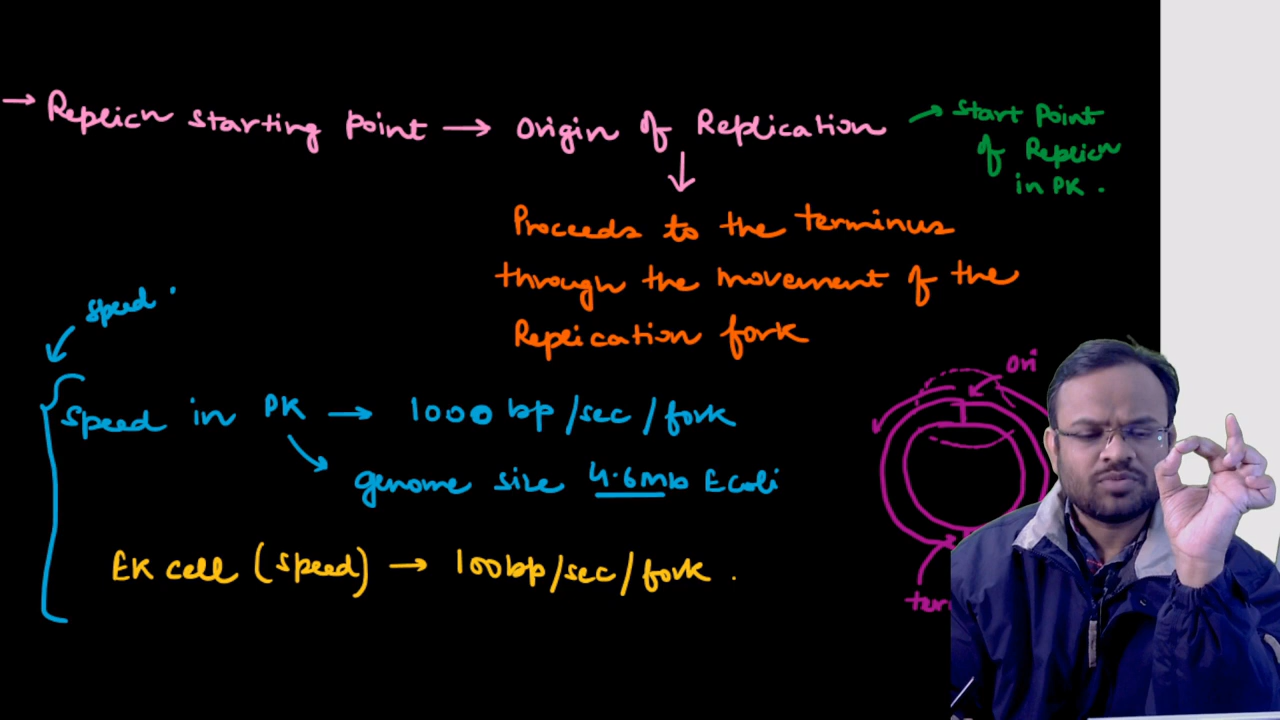 → Replicn starting point → Origin of Replication → start Point
of Replicn
in PK .
Proceeds to the terminus
through the movement of the
Replication fork
speed .
Speed in PK → 1000 bp/sec/fork
genome size 4.6Mb Ecoli
EK cell (speed) → 100bp/sec/fork .
ori
ter